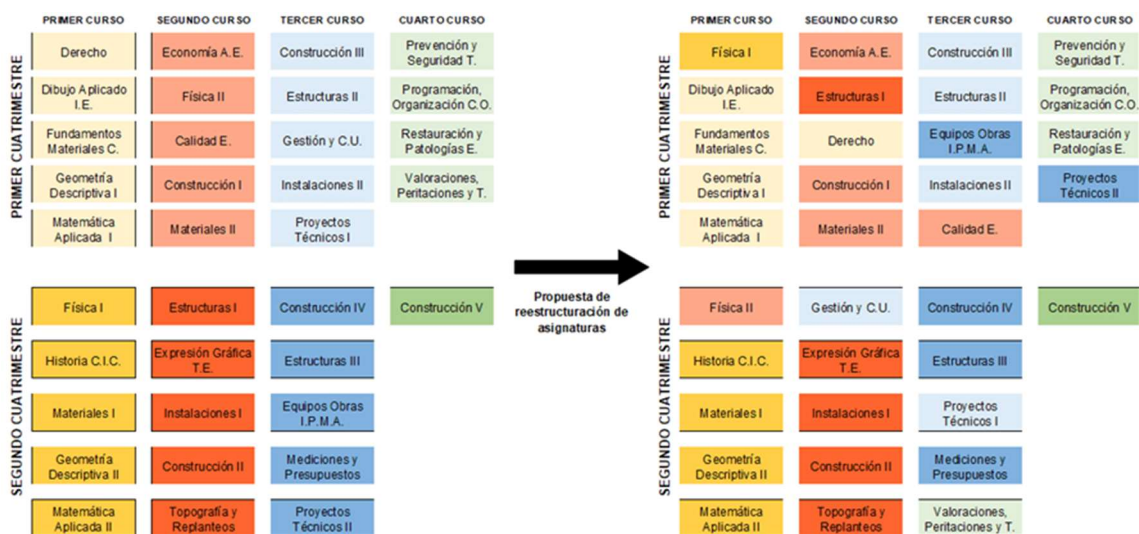 PRIMER CURSO
SEGUNDO CURSO
TERCER CURSO
CUARTO CURSO
PRIMER CUATRIMESTRE
Derecho
Economía A.E.
Construcción III
Prevención y
Seguridad T.
Dibujo Aplicado
I.E.
Física II
Estructuras II
Programación,
Organización C.O.
Fundamentos
Materiales C.
Calidad E.
Gestión y C.U.
Restauración y
Patologías E.
Geometría
Descriptiva I
Construcción I
Instalaciones II
Valoraciones,
Peritaciones y T.
Matemática
Aplicada I
Materiales II
Proyectos
Técnicos I
SEGUNDO CUATRIMESTRE
Física I
Estructuras I
Construcción IV
Construcción V
Historia C.I.C.
Expresión Gráfica
T.E.
Estructuras III
Materiales I
Instalaciones I
Equipos Obras
I.P.M.A.
Geometría
Descriptiva II
Construcción II
Mediciones y
Presupuestos
Matemática
Aplicada II
Topografía y
Replanteos
Proyectos
Técnicos II
Propuesta de
reestructuración de
asignaturas
PRIMER CURSO
SEGUNDO CURSO
TERCER CURSO
CUARTO CURSO
PRIMER CUATRIMESTRE
Física I
Economía A.E.
Construcción III
Prevención y
Seguridad T.
Dibujo Aplicado
I.E.
Estructuras I
Estructuras II
Programación,
Organización C.O.
Fundamentos
Materiales C.
Derecho
Equipos Obras
I.P.M.A.
Restauración y
Patologías E.
Geometría
Descriptiva I
Construcción I
Instalaciones II
Proyectos
Técnicos II
Matemática
Aplicada I
Materiales II
Calidad E.
SEGUNDO CUATRIMESTRE
Física II
Gestión y C.U.
Construcción IV
Construcción V
Historia C.I.C.
Expresión Gráfica
T.E.
Estructuras III
Materiales I
Instalaciones I
Proyectos
Técnicos I
Geometría
Descriptiva II
Construcción II
Mediciones y
Presupuestos
Matemática
Aplicada II
Topografía y
Replanteos
Valoraciones,
Peritaciones y T.